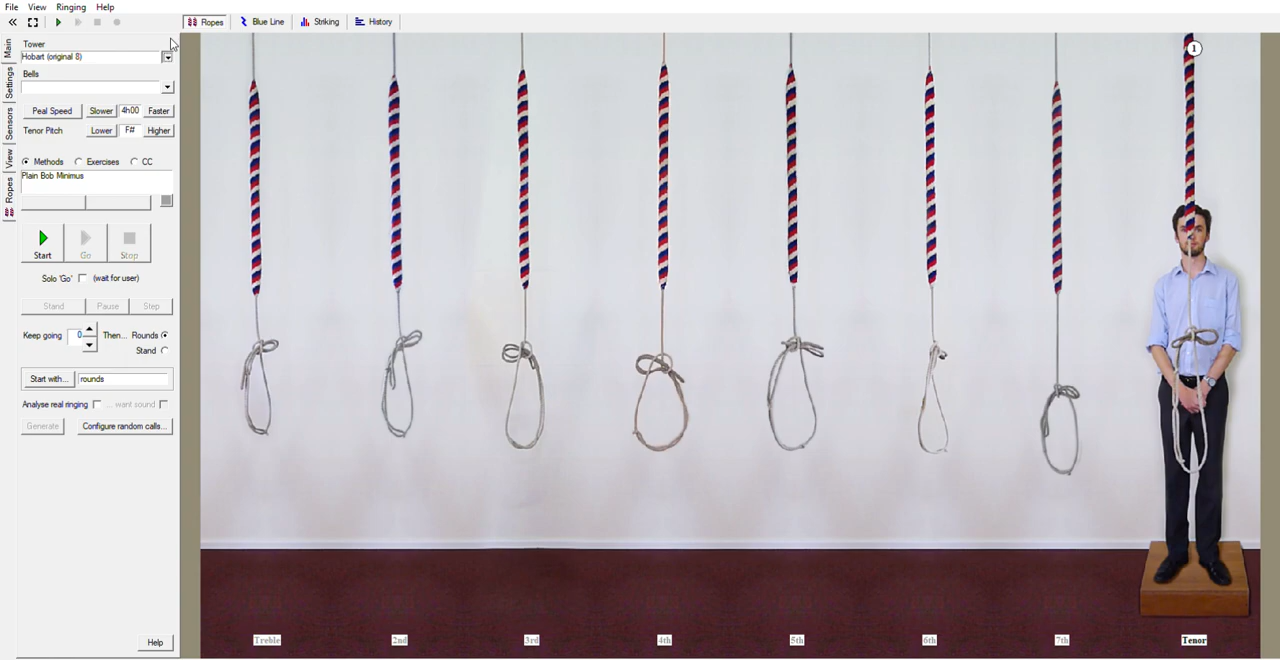 File View Ringing Help
Ropes Blue Line Striking History
Main
Settings
Sensors
View
Ropes
Tower
Hobart (original 8)
Bells
Peal Speed Slower 4h00 Faster
Tenor Pitch Lower F# Higher
Methods Exercises CC
Plain Bob Minimus
Start Go Stop
Solo 'Go' (wait for user)
Stand Pause Step
Keep going 0 Then... Rounds
Stand
Start with... rounds
Analyse real ringing ... want sound
Generate Configure random calls...
Help
1
Treble 2nd 3rd 4th 5th 6th 7th Tenor